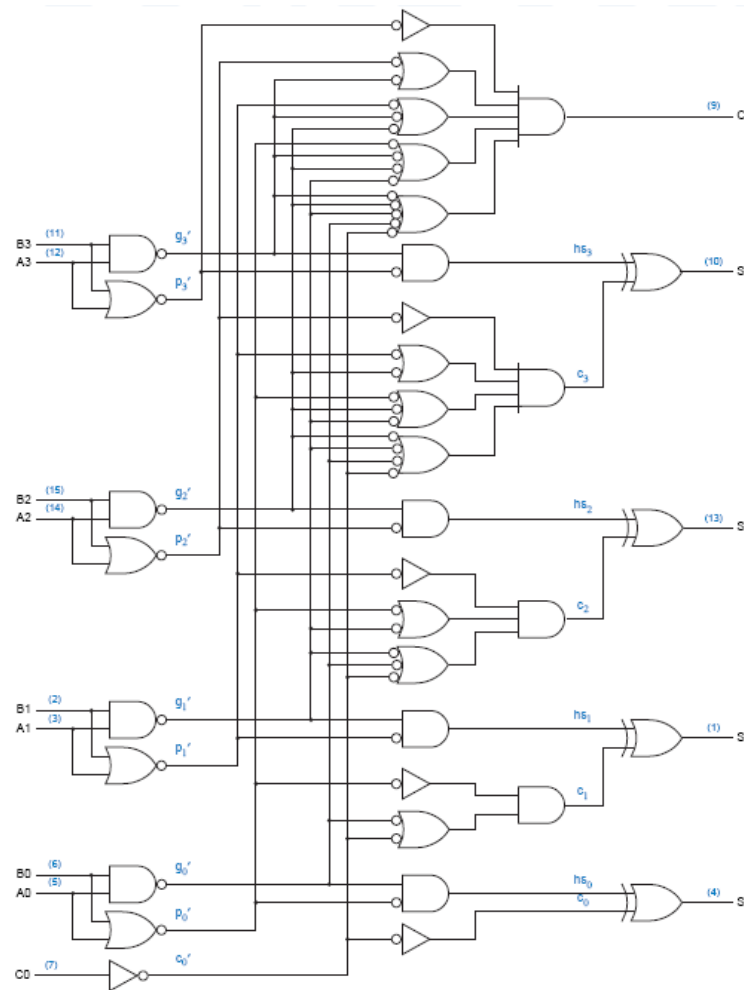 (9) C
B3 (11) g3′ hs3
A3 (12) (10) S
p3′
c3
B2 (15) g2′ hs2
A2 (14) (13) S
p2′
c2
B1 (2) g1′ hs1
A1 (3) (1) S
p1′
c1
B0 (6) g0′ hs0
A0 (5) c0 (4) S
p0′
C0 (7) c0′